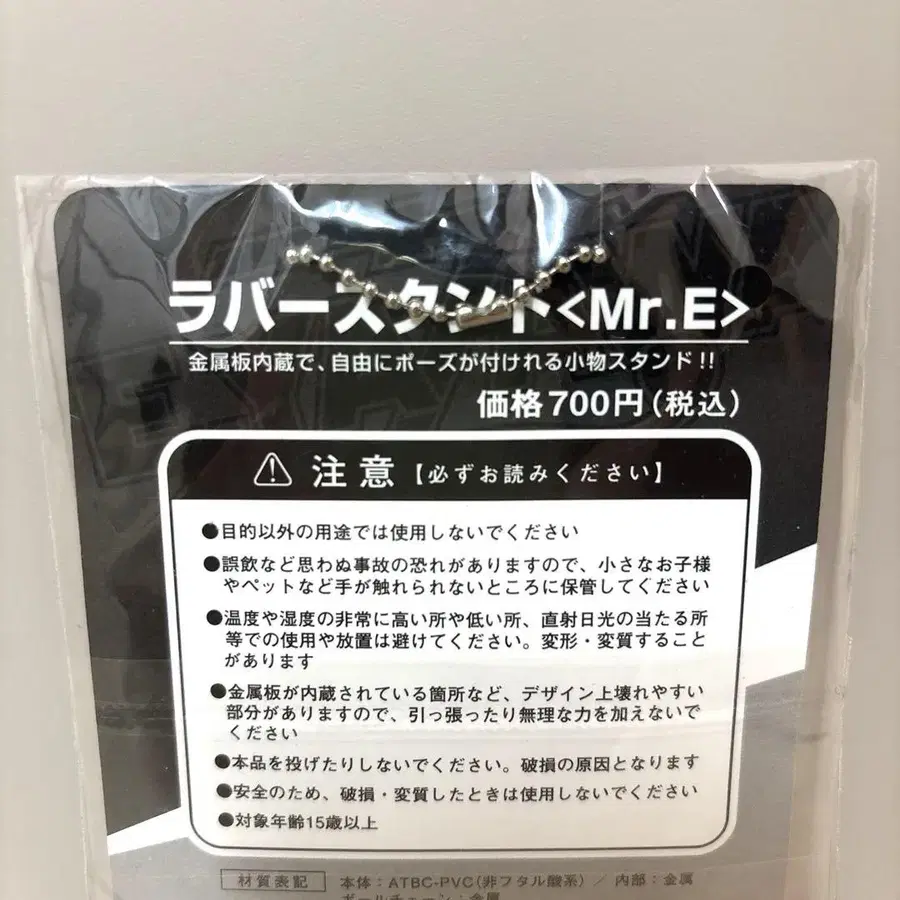 ラバースタンド<Mr.E>
金属板内蔵で、自由にポーズが付けれる小物スタンド!!
価格700円(税込)
注意【必ずお読みください】
●目的以外の用途では使用しないでください
●誤飲など思わぬ事故の恐れがありますので、小さなお子様
やペットなど手が触れられないところに保管してください
●温度や湿度の非常に高い所や低い所、直射日光の当たる所
等での使用や放置は避けてください。変形・変質すること
があります
●金属板が内蔵されている箇所など、デザイン上壊れやすい
部分がありますので、引っ張ったり無理な力を加えないで
ください
●本品を投げたりしないでください。破損の原因となります
●安全のため、破損・変質したときは使用しないでください
●対象年齢15歳以上
材質表記 本体:ATBC-PVC(非フタル酸系) / 内部:金属
ボールチェーン:金属